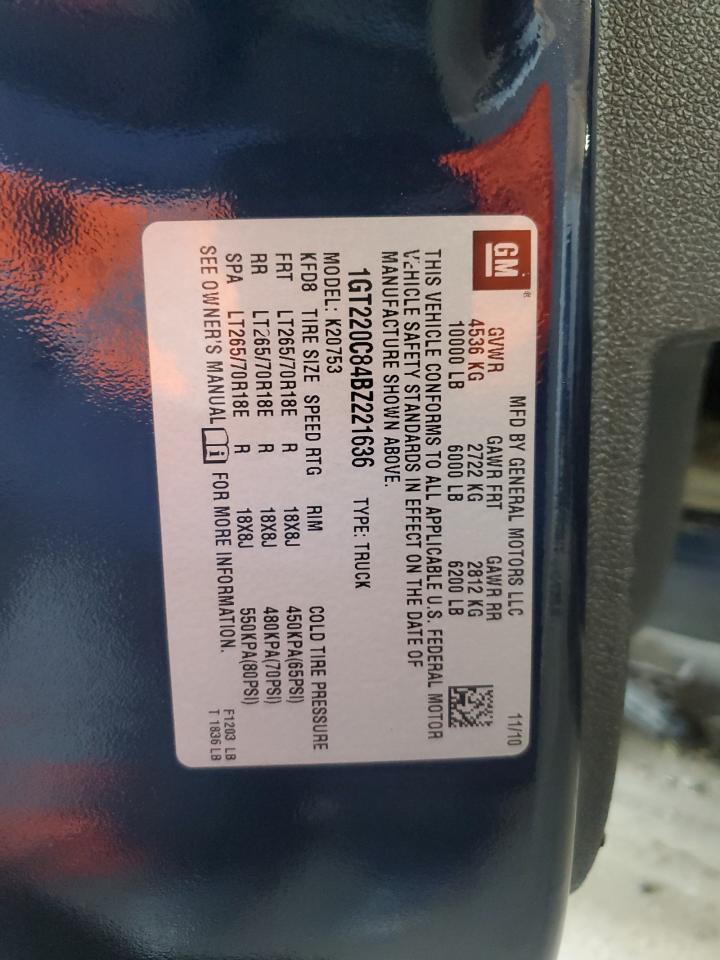 GM
MFD BY GENERAL MOTORS LLC 11/10
GVWR GAWR FRT GAWR RR
4536 KG 2722 KG 2812 KG
10000 LB 6000 LB 6200 LB
THIS VEHICLE CONFORMS TO ALL APPLICABLE U.S. FEDERAL MOTOR
VEHICLE SAFETY STANDARDS IN EFFECT ON THE DATE OF
MANUFACTURE SHOWN ABOVE.
1GT220C84BZ221636 TYPE: TRUCK
MODEL: K20753
KFD8 TIRE SIZE SPEED RTG RIM COLD TIRE PRESSURE
FRT LT265/70R18E R 18X8J 450KPA(65PSI)
RR LT265/70R18E R 18X8J 480KPA(70PSI)
SPA LT265/70R18E R 18X8J 550KPA(80PSI)
SEE OWNER'S MANUAL FOR MORE INFORMATION.
F1203 LB
T 1836 LB